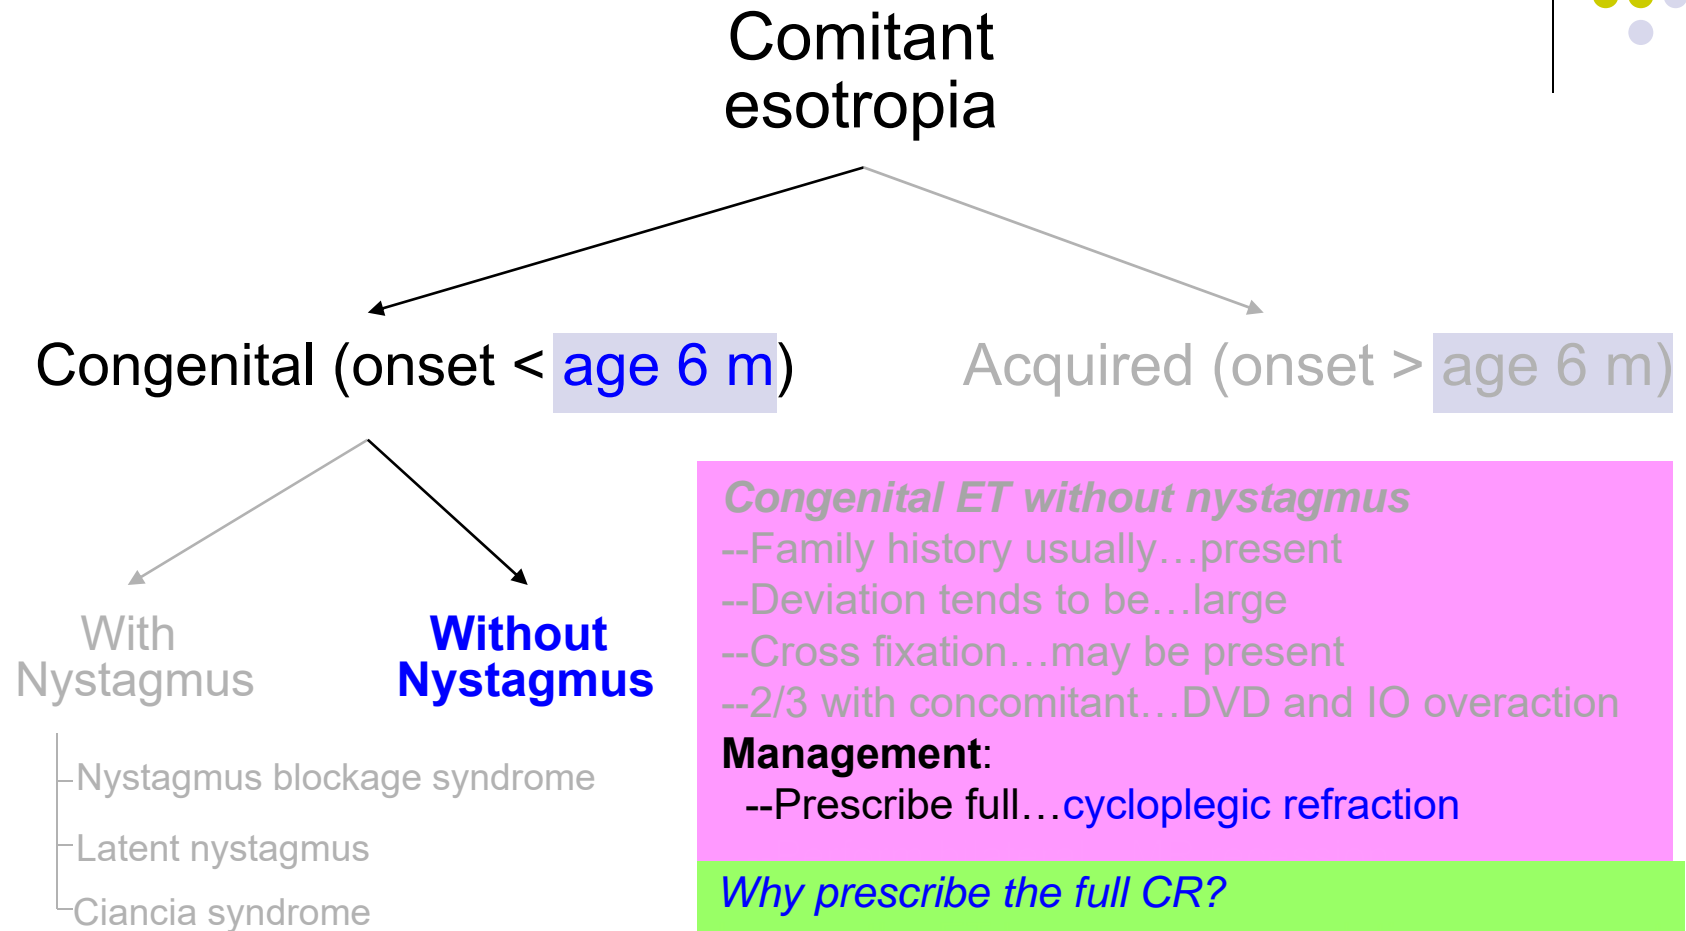 Comitant
esotropia
Congenital (onset < age 6 m)
Acquired (onset > age 6 m)
With
Nystagmus
Without
Nystagmus
Nystagmus blockage syndrome
Latent nystagmus
Ciancia syndrome
Congenital ET without nystagmus
--Family history usually…present
--Deviation tends to be…large
--Cross fixation…may be present
--2/3 with concomitant…DVD and IO overaction
Management:
--Prescribe full…cycloplegic refraction
Why prescribe the full CR?